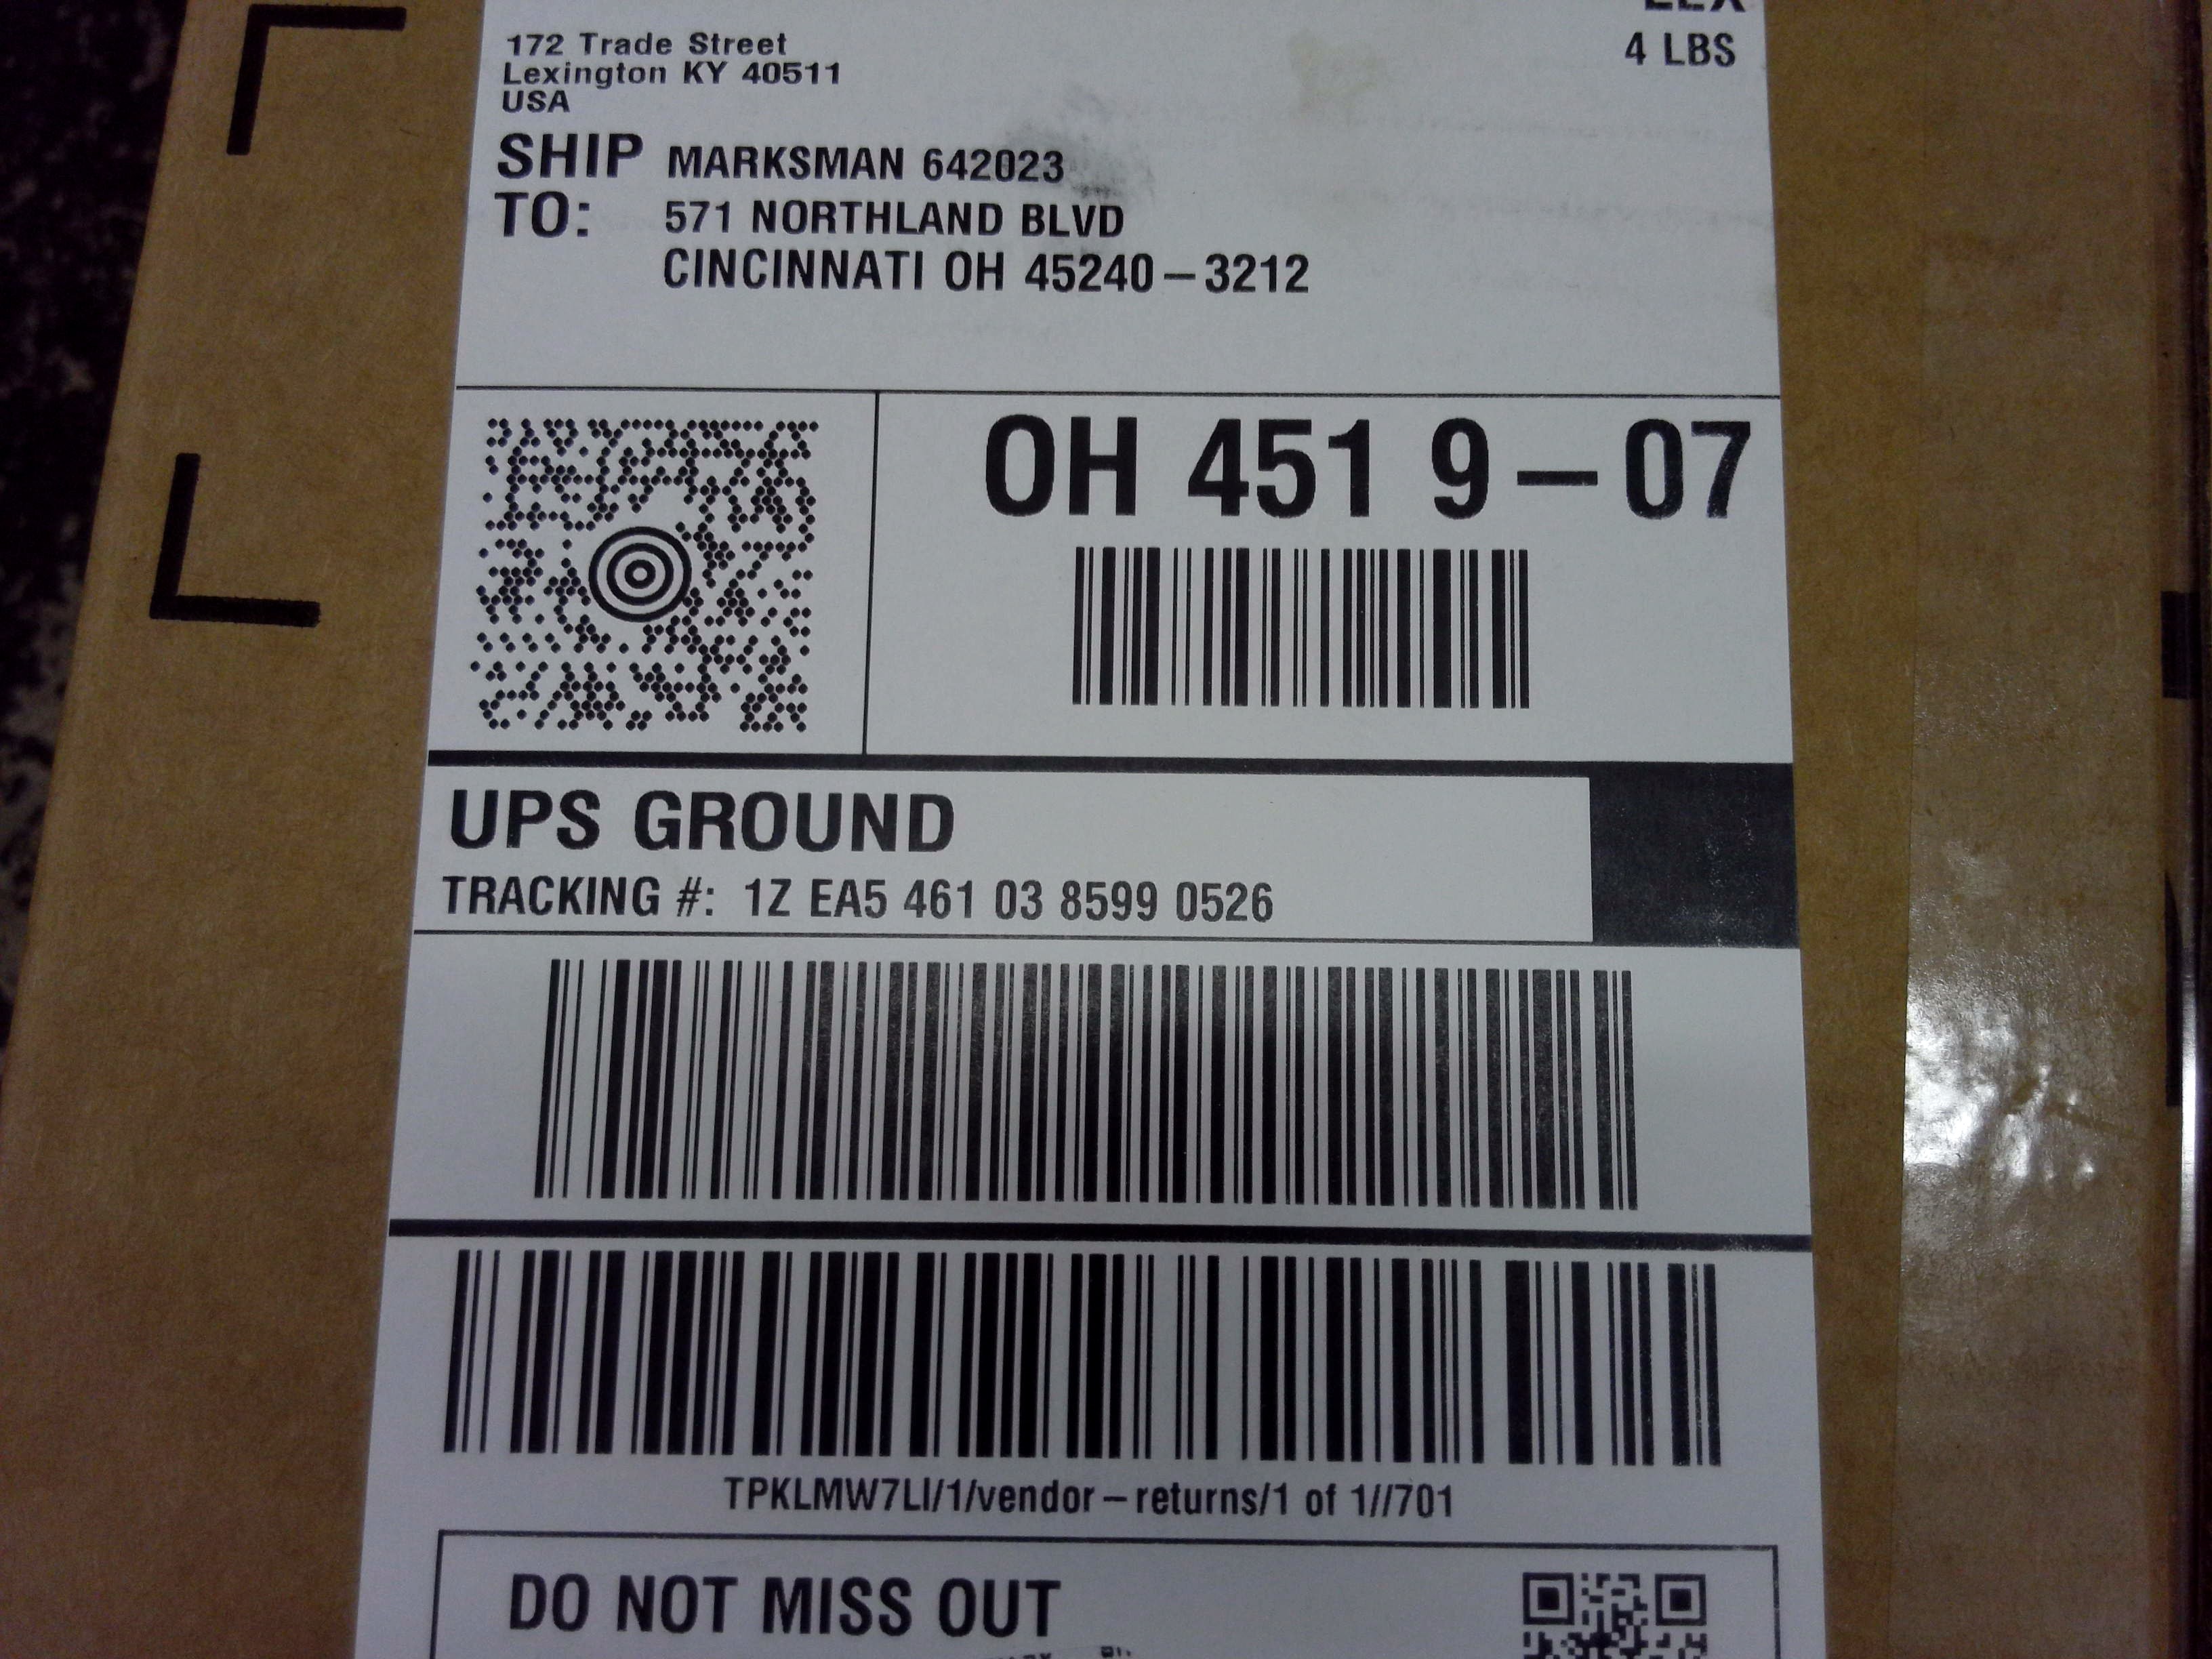 4 LBS
172 Trade Street
Lexington KY 40511
USA
SHIP TO:
MARKSMAN 642023
571 NORTHLAND BLVD
CINCINNATI OH 45240-3212
OH 451 9-07
UPS GROUND
TRACKING #: 1Z EA5 461 03 8599 0526
TPKLMW7LI/1/vendor-returns/1 of 1//701
DO NOT MISS OUT